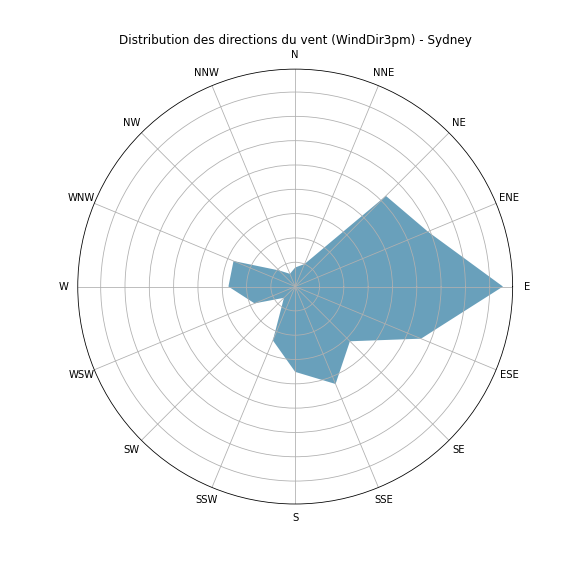 Distribution des directions du vent (WindDir3pm) - Sydney
N
NNW
NNE
NW
NE
WNW
ENE
W
E
WSW
ESE
SW
SE
SSW
SSE
S